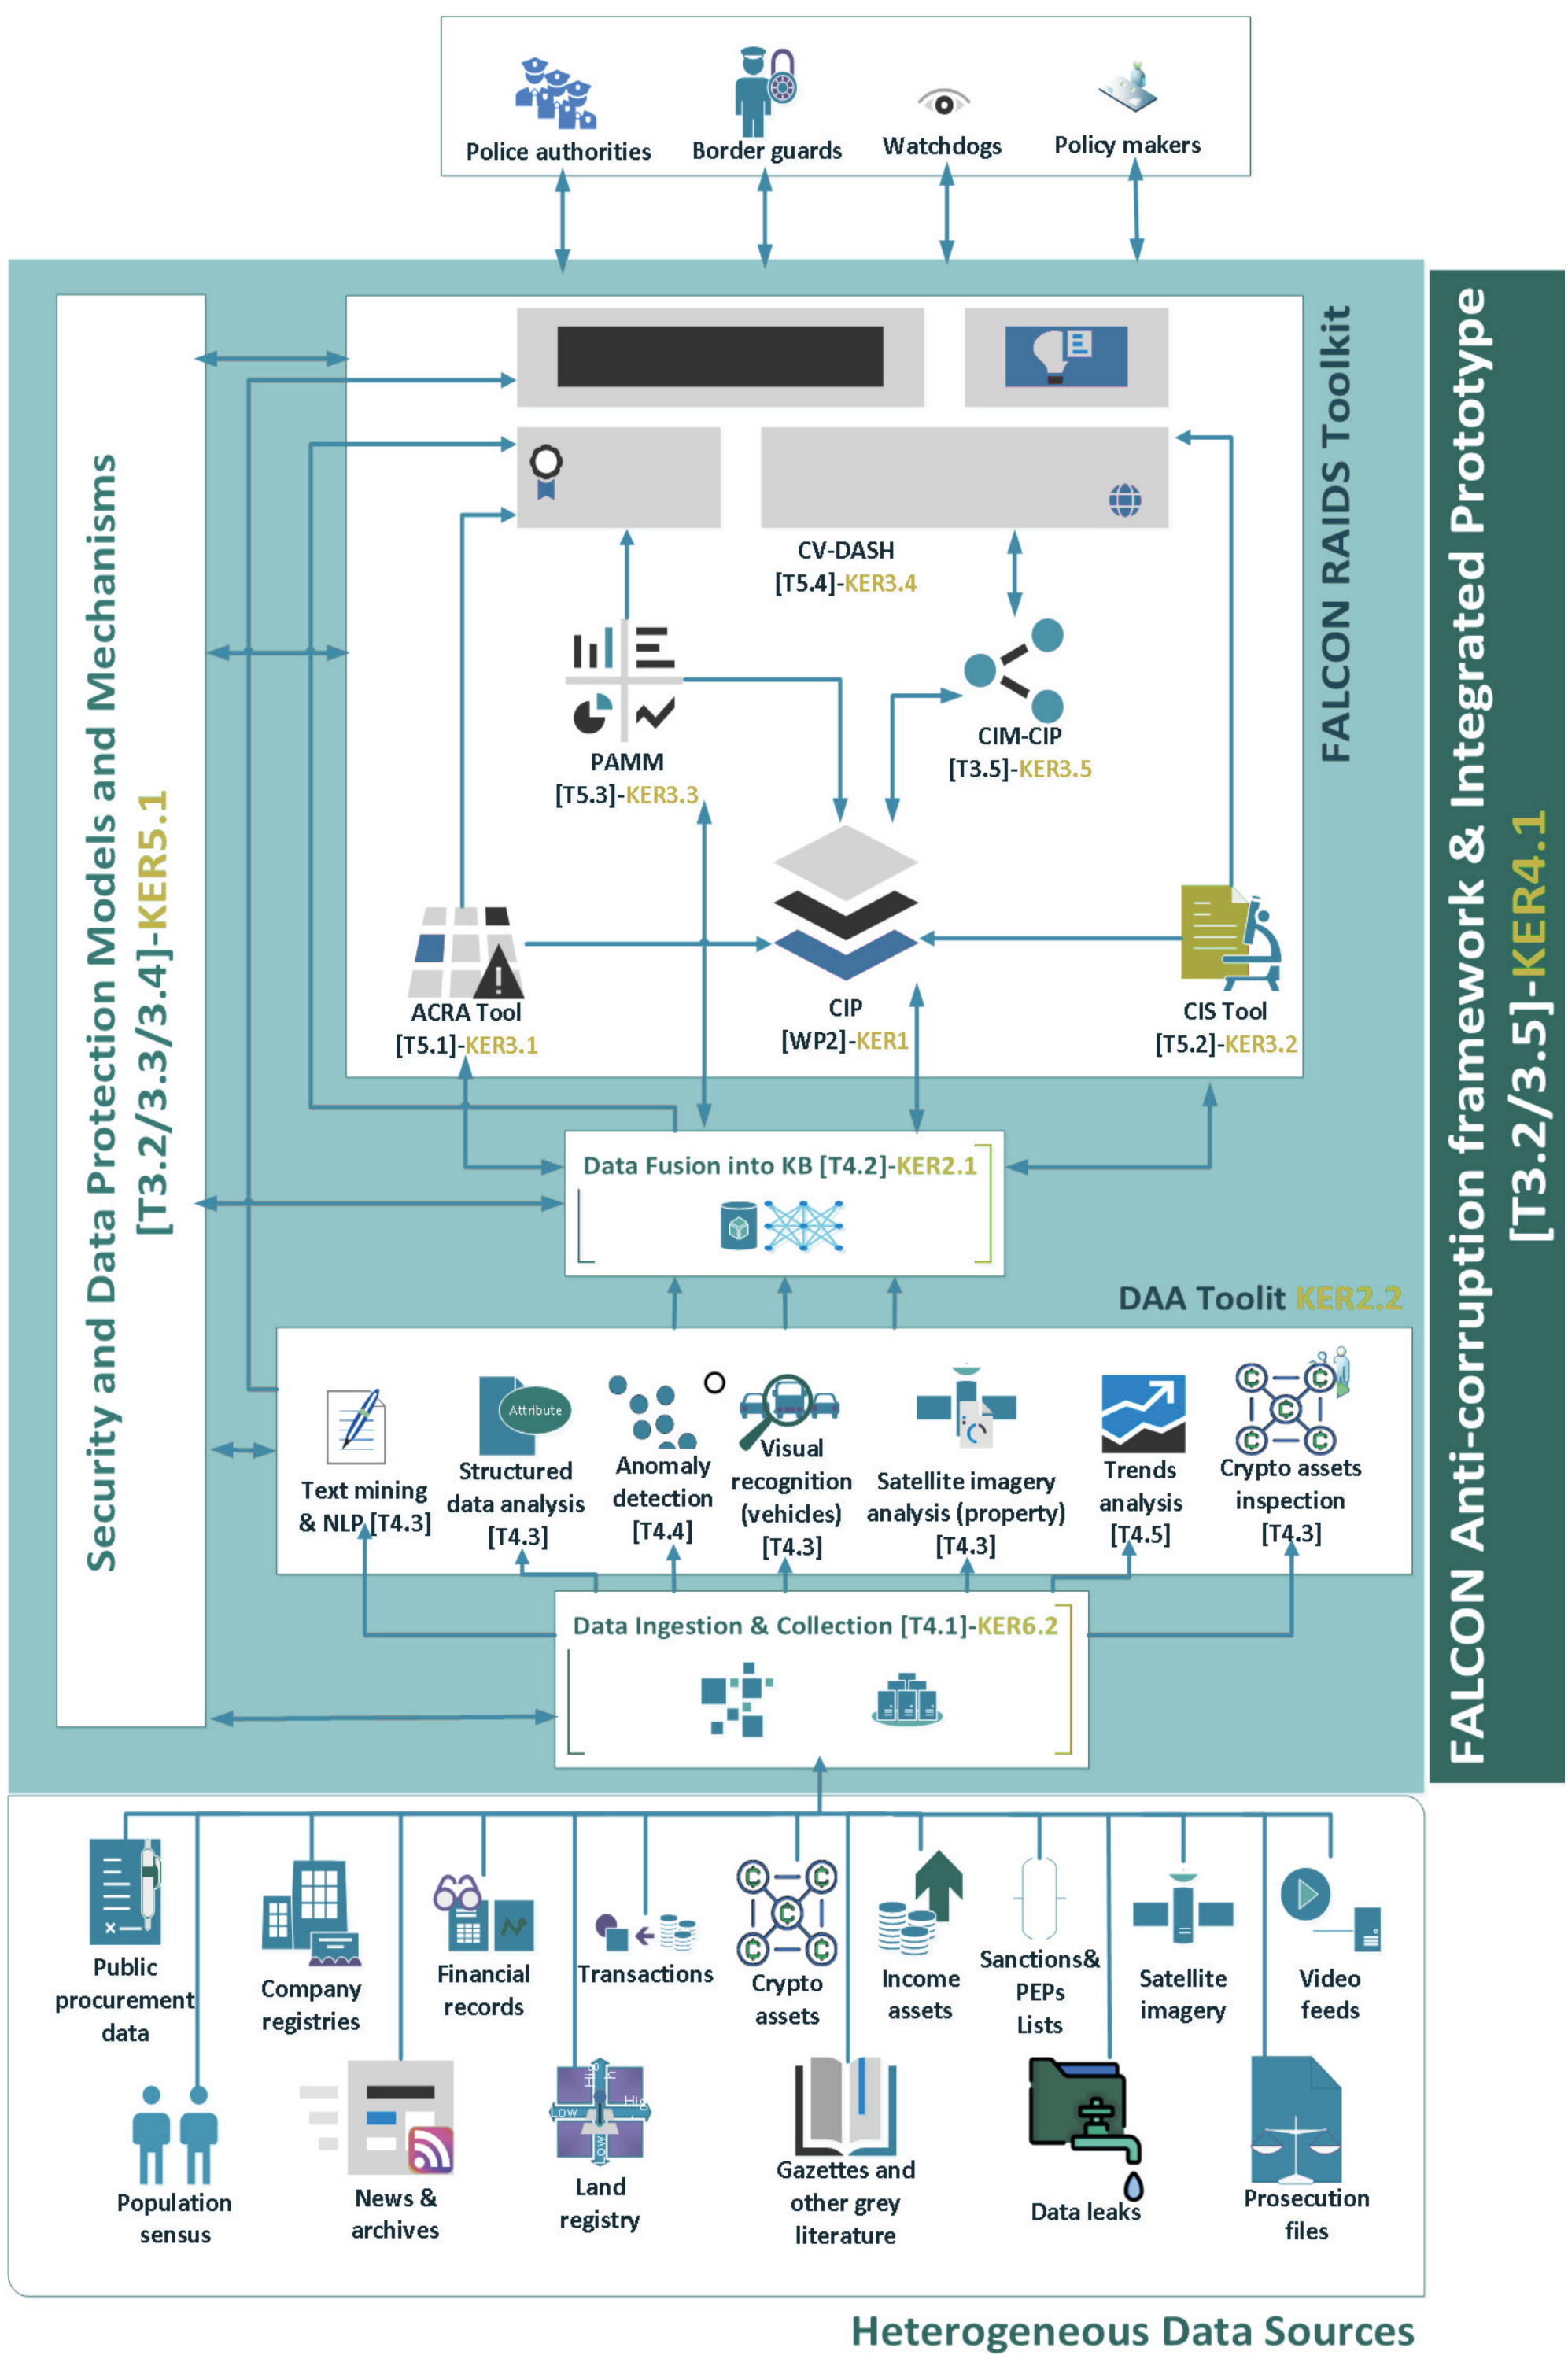 Police authorities
Border guards
Watchdogs
Policy makers
FALCON Anti-corruption framework & Integrated Prototype
[T3.2/3.5]-KER4.1
FALCON RAIDS Toolkit
Security and Data Protection Models and Mechanisms
[T3.2/3.3/3.4]-KER5.1
CV-DASH
[T5.4]-KER3.4
PAMM
[T5.3]-KER3.3
CIM-CIP
[T3.5]-KER3.5
ACRA Tool
[T5.1]-KER3.1
CIP
[WP2]-KER1
CIS Tool
[T5.2]-KER3.2
Data Fusion into KB [T4.2]-KER2.1
DAA Toolit KER2.2
Text mining
& NLP [T4.3]
Attribute
Structured
data analysis
[T4.3]
Anomaly
detection
[T4.4]
Visual
recognition
(vehicles)
[T4.3]
Satellite imagery
analysis (property)
[T4.3]
Trends
analysis
[T4.5]
Crypto assets
inspection
[T4.3]
Data Ingestion & Collection [T4.1]-KER6.2
Public
procurement
data
Company
registries
Financial
records
Transactions
Crypto
assets
Income
assets
Sanctions&
PEPs
Lists
Satellite
imagery
Video
feeds
Population
sensus
News &
archives
High
Low
High
Low
Land
registry
Gazettes and
other grey
literature
Data leaks
Prosecution
files
Heterogeneous Data Sources